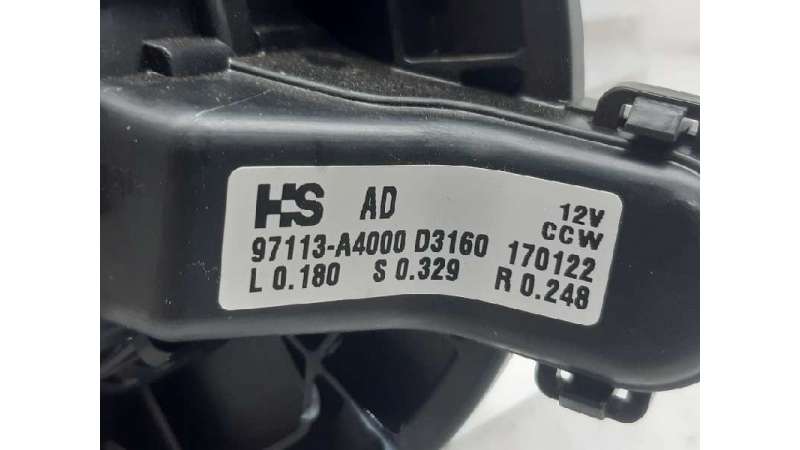 HS AD 12V
CCW
97113-A4000 D3160 170122
L 0.180 S 0.329 R 0.248